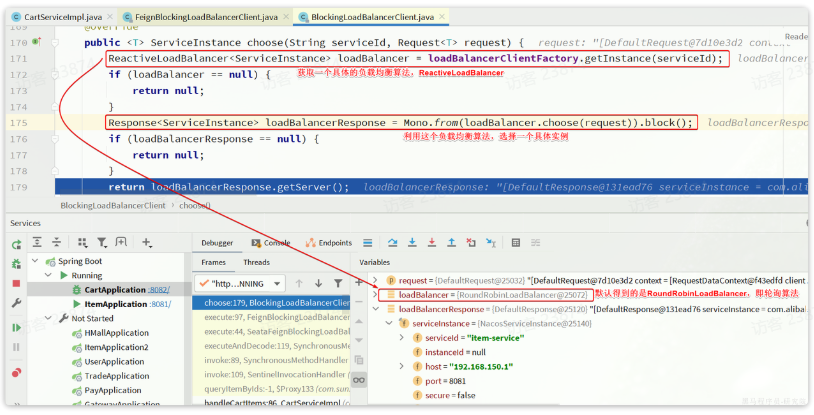 CartServiceImpl.java × FeignBlockingLoadBalancerClient.java × BlockingLoadBalancerClient.java ×
169 @Override
Reade
170 public <T> ServiceInstance choose(String serviceId, Request<T> request) { request: "[DefaultRequest@7d10e3d2 context
171 ReactiveLoadBalancer<ServiceInstance> loadBalancer = loadBalancerClientFactory.getInstance(serviceId); loadBalancer
172 if (loadBalancer == null) {
获取一个具体的负载均衡算法，ReactiveLoadBalancer
173 return null;
174 }
175 Response<ServiceInstance> loadBalancerResponse = Mono.from(loadBalancer.choose(request)).block(); loadBalancerRespo
176 if (loadBalancerResponse == null) {
利用这个负载均衡算法，选择一个具体实例
177 return null;
178 }
179 return loadBalancerResponse.getServer(); loadBalancerResponse: "[DefaultResponse@131ead76 serviceInstance = com.ali
BlockingLoadBalancerClient › choose()
Services
Debugger Console Endpoints
Frames Threads Variables
Spring Boot
Running
CartApplication :8082/
ItemApplication :8081/
Not Started
HMallApplication
ItemApplication2
UserApplication
TradeApplication
PayApplication
GatewayApplication
"http...NNING
choose:179, BlockingLoadBalancerClient
execute:97, FeignBlockingLoadBalancerC
execute:44, SeataFeignBlockingLoadBala
executeAndDecode:119, SynchronousMeth
invoke:89, SynchronousMethodHandler
invoke:109, SentinelInvocationHandler
queryItemByIds:-1, $Proxy133 (com.sun.
handleCartItems:86, CartServiceImpl (com.
request = {DefaultRequest@25032} "[DefaultRequest@7d10e3d2 context = [RequestDataContext@f43edfd client
loadBalancer = {RoundRobinLoadBalancer@25072} 默认得到的是RoundRobinLoadBalancer，即轮询算法
loadBalancerResponse = {DefaultResponse@25120} "[DefaultResponse@131ead76 serviceInstance = com.alibab
serviceInstance = {NacosServiceInstance@25140}
serviceId = "item-service"
instanceId = null
host = "192.168.150.1"
port = 8081
secure = false